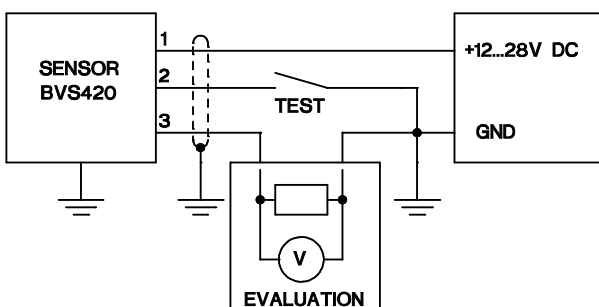 SENSOR
BVS420
1
2
3
TEST
+12...28V DC
GND
V
EVALUATION